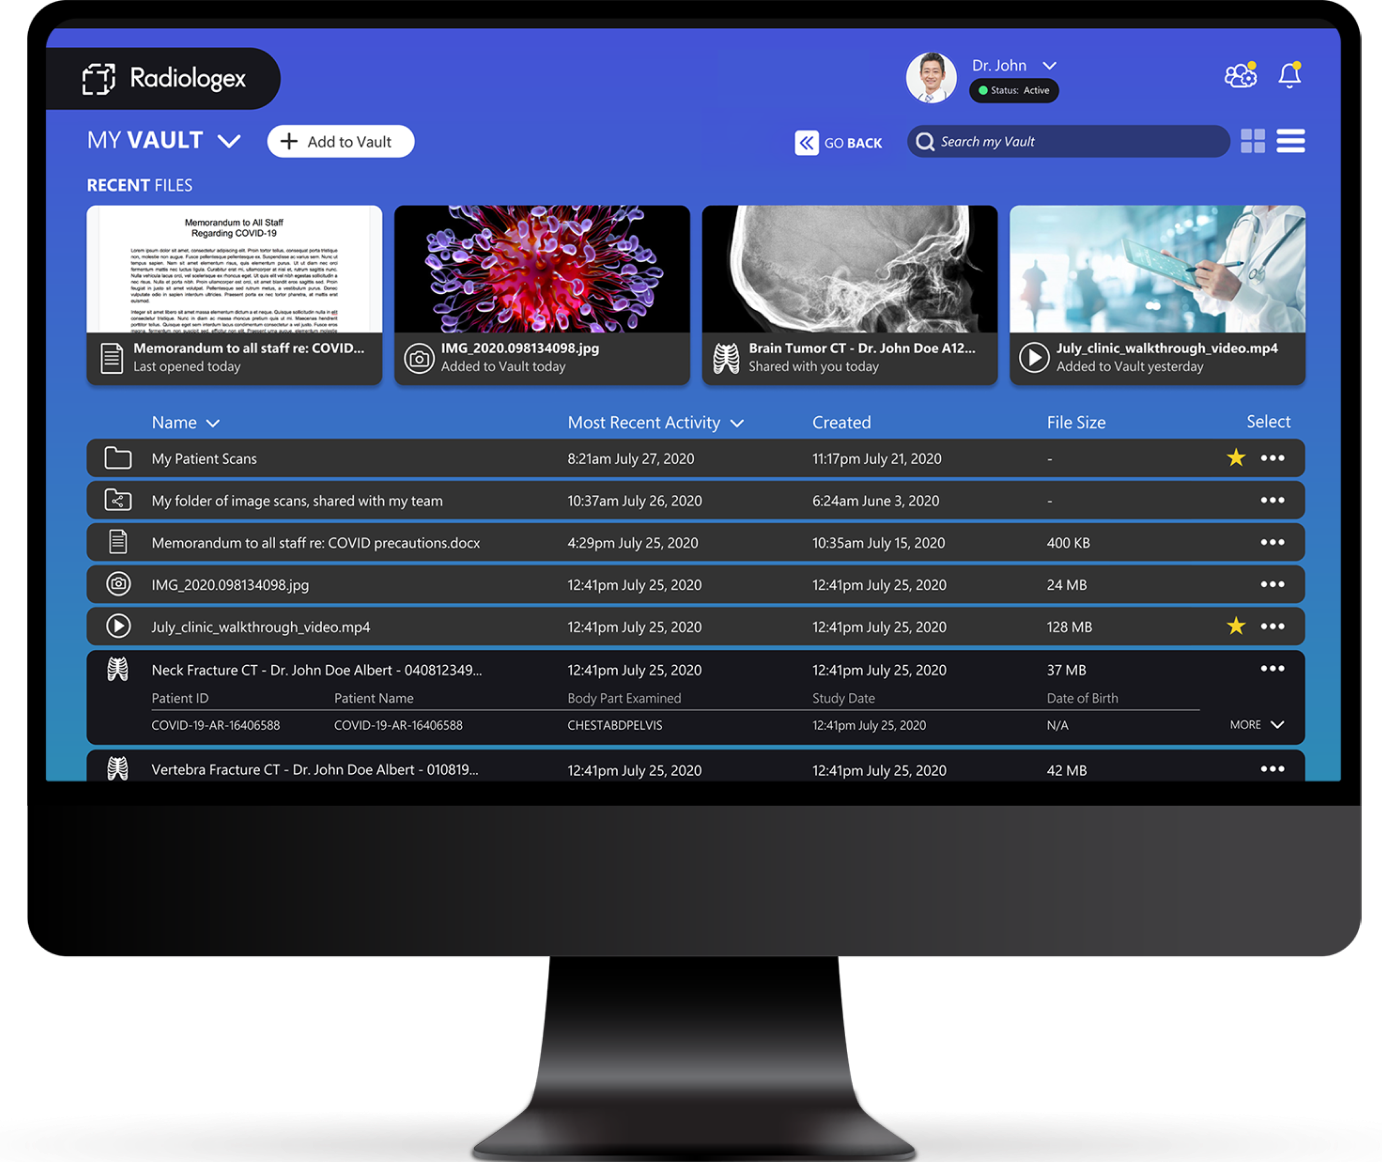 Radiologex
Dr. John
Status: Active
MY VAULT
+ Add to Vault
GO BACK
Search my Vault
RECENT FILES
Memorandum to All Staff
Regarding COVID-19
Memorandum to all staff re: COVID...
Last opened today
IMG_2020.098134098.jpg
Added to Vault today
Brain Tumor CT - Dr. John Doe A12...
Shared with you today
July_clinic_walkthrough_video.mp4
Added to Vault yesterday
Name Most Recent Activity Created File Size Select
My Patient Scans 8:21am July 27, 2020 11:17pm July 21, 2020 -
My folder of image scans, shared with my team 10:37am July 26, 2020 6:24am June 3, 2020 -
Memorandum to all staff re: COVID precautions.docx 4:29pm July 25, 2020 10:35am July 15, 2020 400 KB
IMG_2020.098134098.jpg 12:41pm July 25, 2020 12:41pm July 25, 2020 24 MB
July_clinic_walkthrough_video.mp4 12:41pm July 25, 2020 12:41pm July 25, 2020 128 MB
Neck Fracture CT - Dr. John Doe Albert - 040812349... 12:41pm July 25, 2020 12:41pm July 25, 2020 37 MB
Patient ID Patient Name Body Part Examined Study Date Date of Birth
COVID-19-AR-16406588 COVID-19-AR-16406588 CHESTABDPELVIS 12:41pm July 25, 2020 N/A MORE
Vertebra Fracture CT - Dr. John Doe Albert - 010819... 12:41pm July 25, 2020 12:41pm July 25, 2020 42 MB